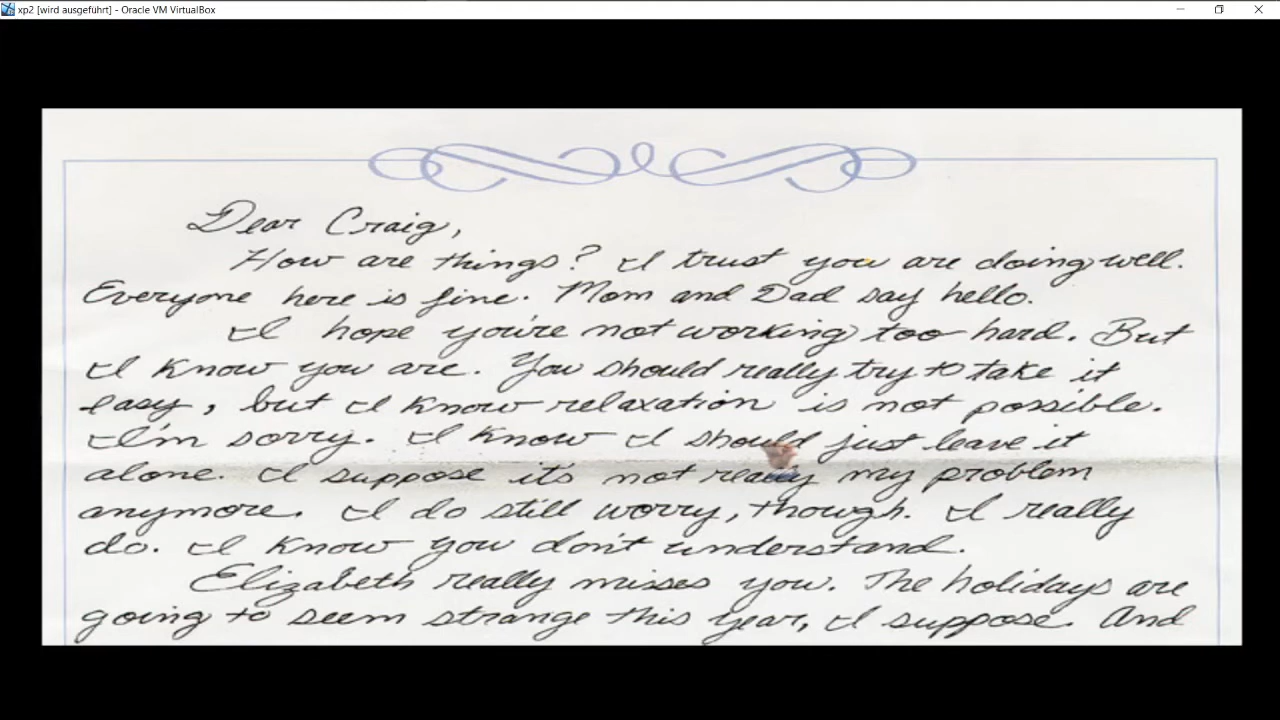 xp2 [wird ausgeführt] - Oracle VM VirtualBox
Dear Craig,
How are things? I trust you are doing well.
Everyone here is fine. Mom and Dad say hello.
I hope you're not working too hard. But
I know you are. You should really try to take it
easy, but I know relaxation is not possible.
I'm sorry. I know I should just leave it
alone. I suppose it's not really my problem
anymore. I do still worry, though. I really
do. I know you don't understand.
Elizabeth really misses you. The holidays are
going to seem strange this year, I suppose. And